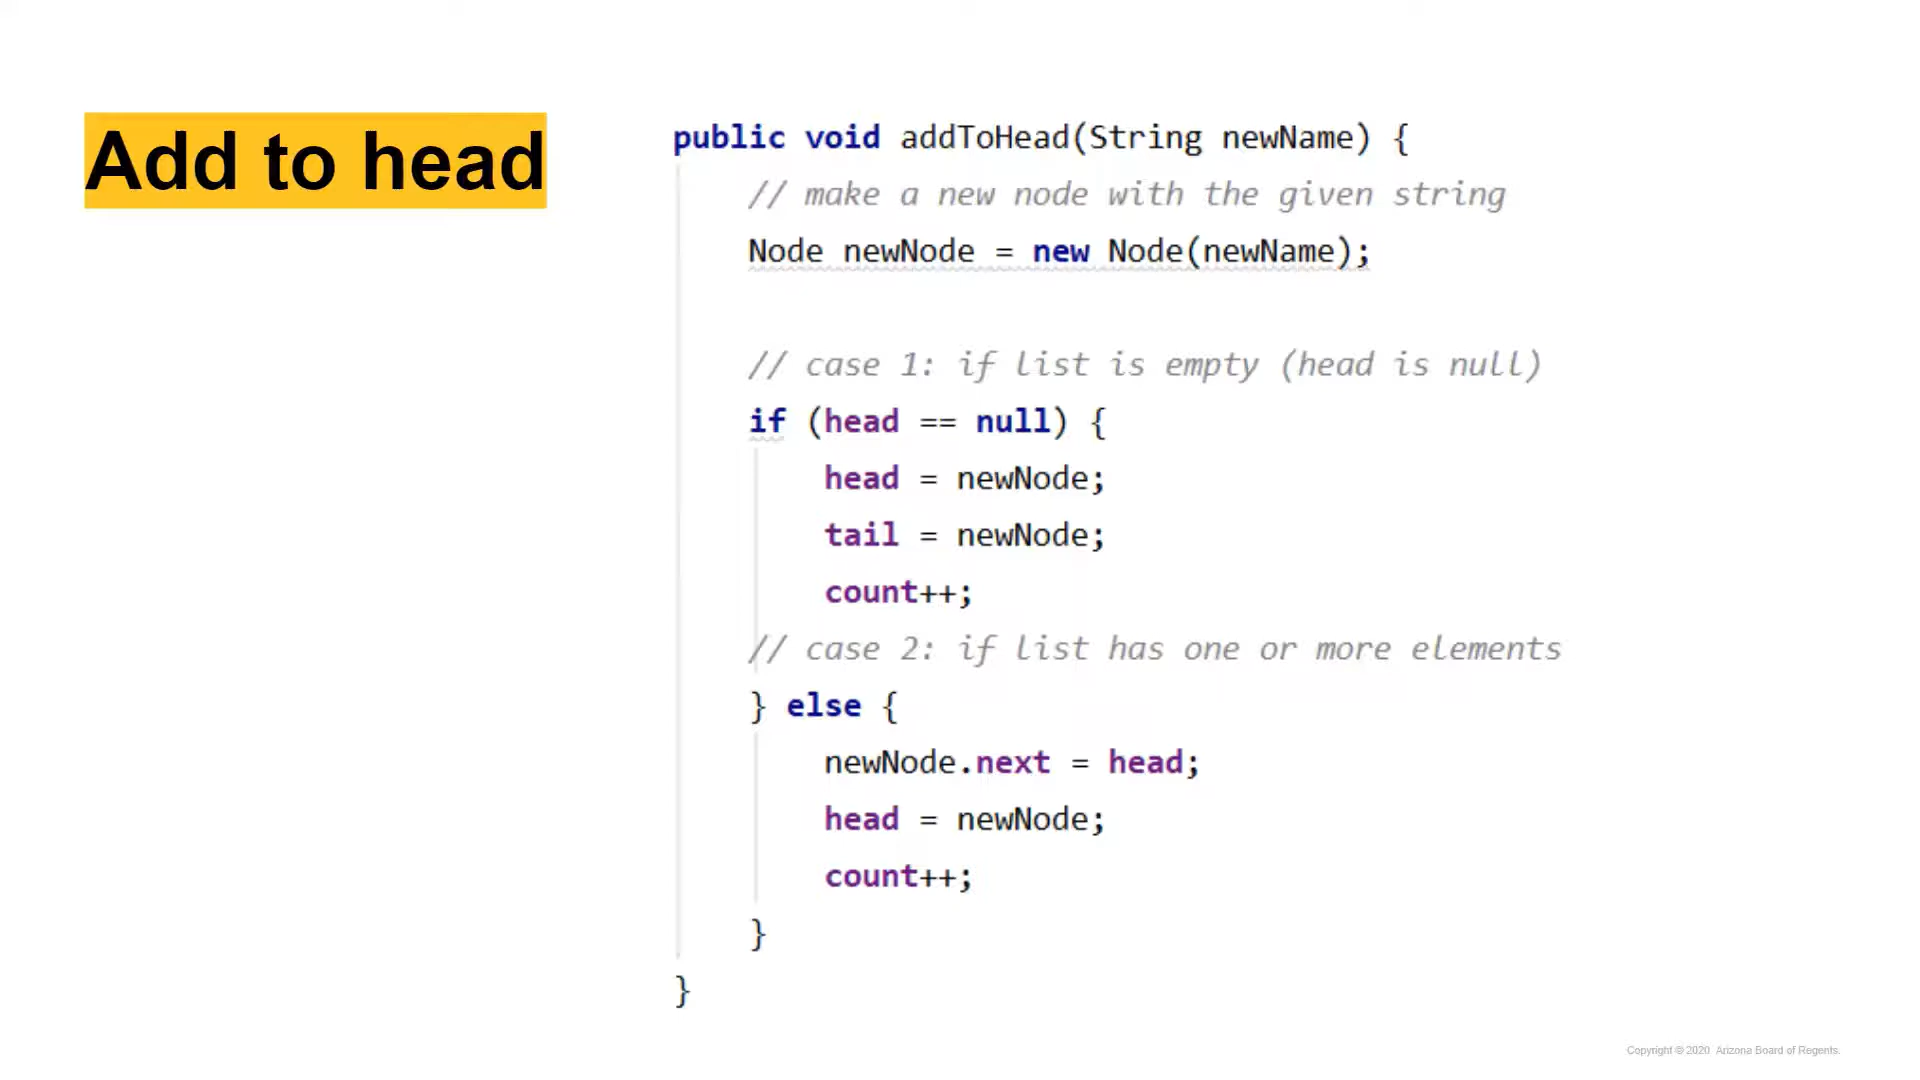 Add to head
public void addToHead(String newName) {
// make a new node with the given string
Node newNode = new Node(newName);
// case 1: if list is empty (head is null)
if (head == null) {
head = newNode;
tail = newNode;
count++;
// case 2: if list has one or more elements
} else {
newNode.next = head;
head = newNode;
count++;
}
}
Copyright © 2020 Arizona Board of Regents.